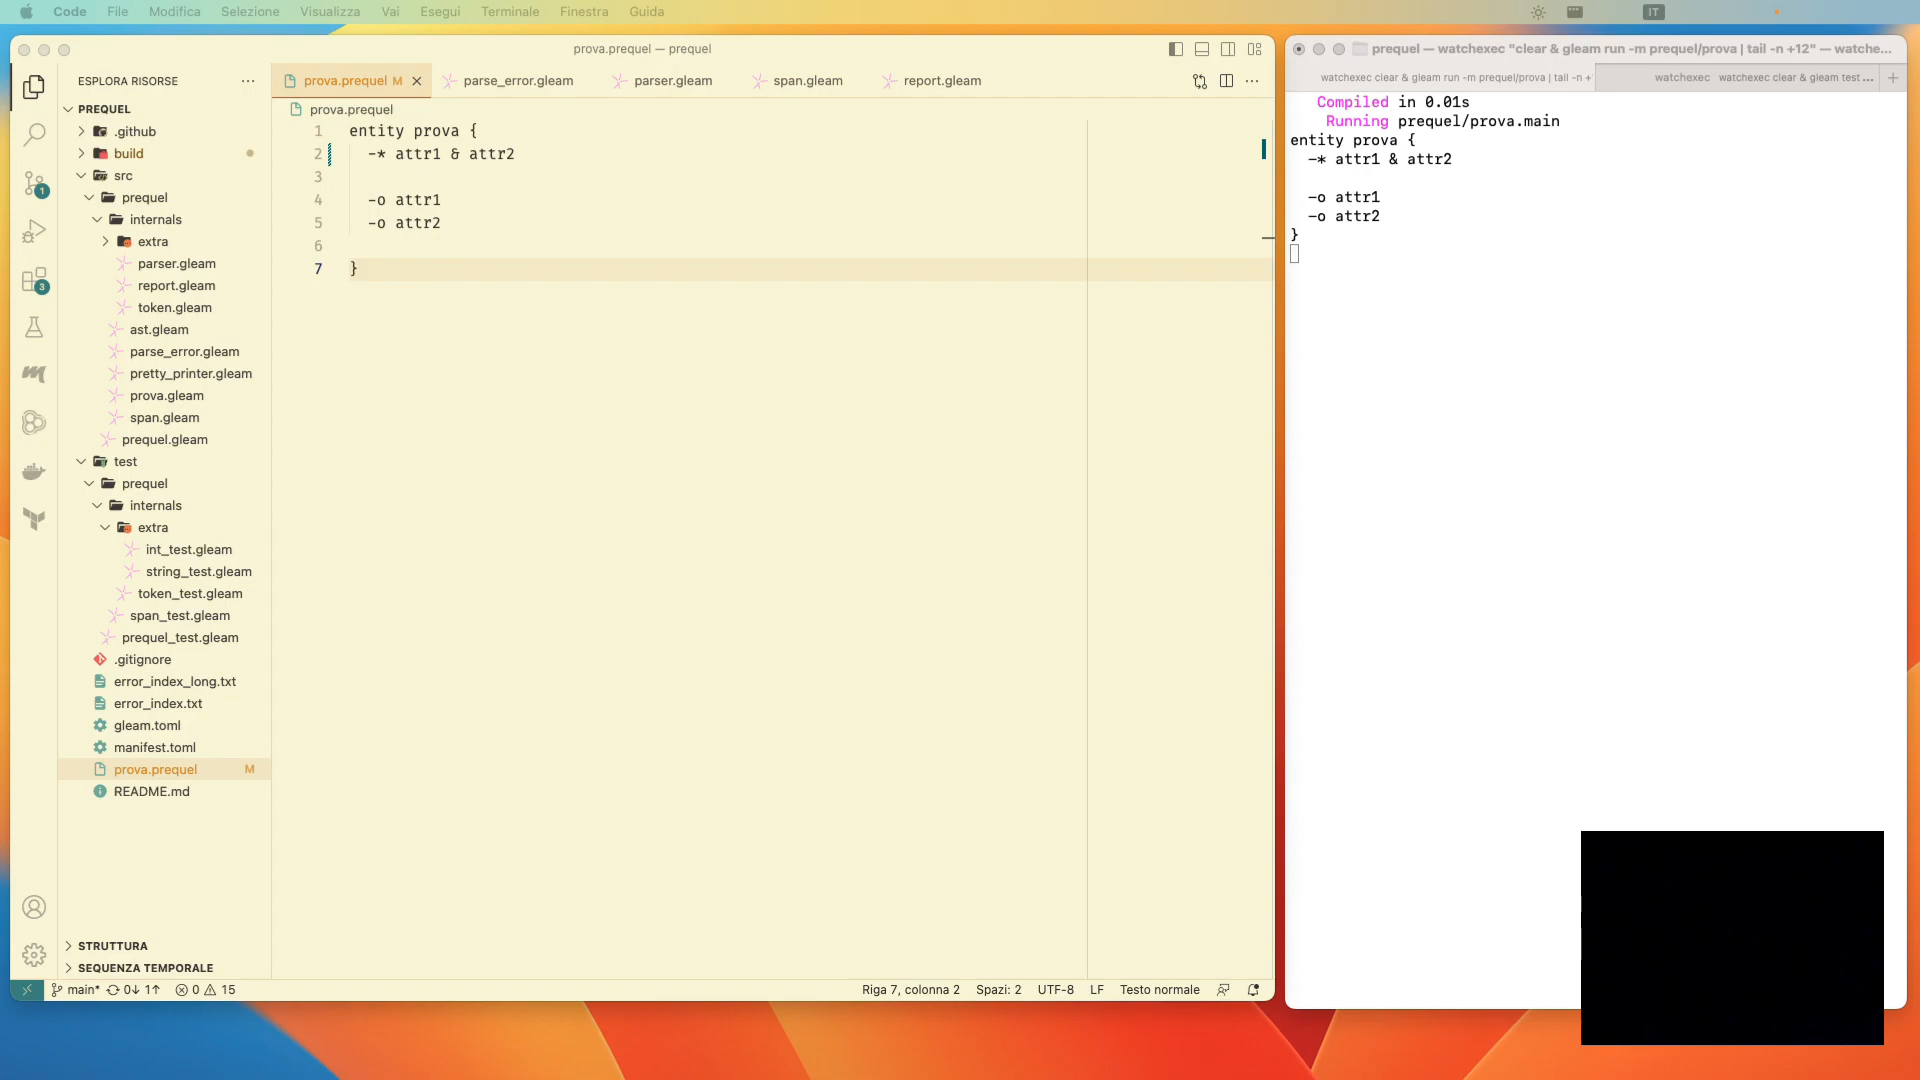 Code File Modifica Selezione Visualizza Vai Esegui Terminale Finestra Guida IT
prova.prequel — prequel
ESPLORA RISORSE
PREQUEL
.github
build
src
prequel
internals
extra
parser.gleam
report.gleam
token.gleam
ast.gleam
parse_error.gleam
pretty_printer.gleam
prova.gleam
span.gleam
prequel.gleam
test
prequel
internals
extra
int_test.gleam
string_test.gleam
token_test.gleam
span_test.gleam
prequel_test.gleam
.gitignore
error_index_long.txt
error_index.txt
gleam.toml
manifest.toml
prova.prequel M
README.md
STRUTTURA
SEQUENZA TEMPORALE
1
3
prova.prequel M parse_error.gleam parser.gleam span.gleam report.gleam
prova.prequel
1 entity prova {
2 -* attr1 & attr2
3
4 -o attr1
5 -o attr2
6
7 }
main* 0↓ 1↑ 0 15 Riga 7, colonna 2 Spazi: 2 UTF-8 LF Testo normale
prequel — watchexec "clear & gleam run -m prequel/prova | tail -n +12" — watche...
watchexec clear & gleam run -m prequel/prova | tail -n + watchexec watchexec clear & gleam test ...
Compiled in 0.01s
Running prequel/prova.main
entity prova {
-* attr1 & attr2
-o attr1
-o attr2
}